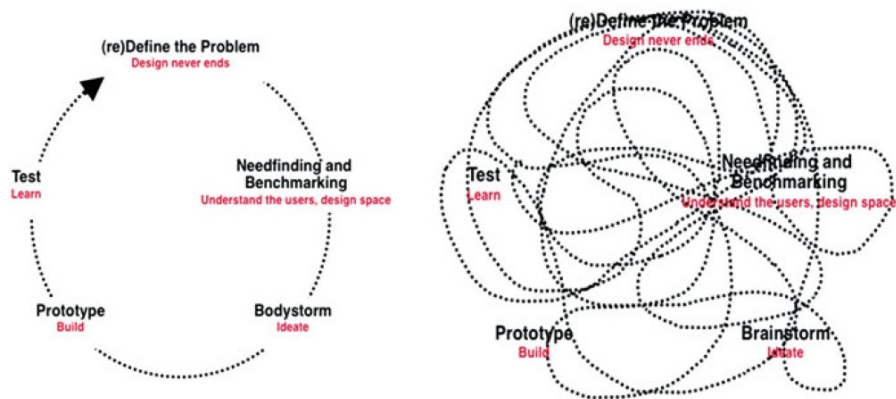 (re)Define the Problem
Design never ends
Needfinding and
Benchmarking
Understand the users, design space
Bodystorm
Ideate
Prototype
Build
Test
Learn
(re)Define the Problem
Design never ends
Needfinding and
Benchmarking
Understand the users, design space
Brainstorm
Ideate
Prototype
Build
Test
Learn